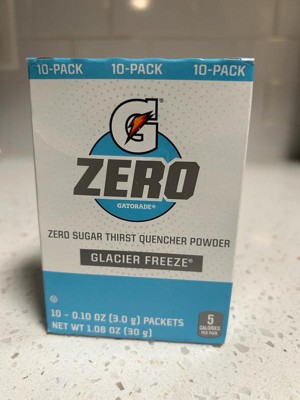 10-PACK 10-PACK 10-PACK
G
ZERO
GATORADE®
ZERO SUGAR THIRST QUENCHER POWDER
GLACIER FREEZE®
10 – 0.10 OZ (3.0 g) PACKETS
NET WT 1.06 OZ (30 g)
5
CALORIES
PER PACK